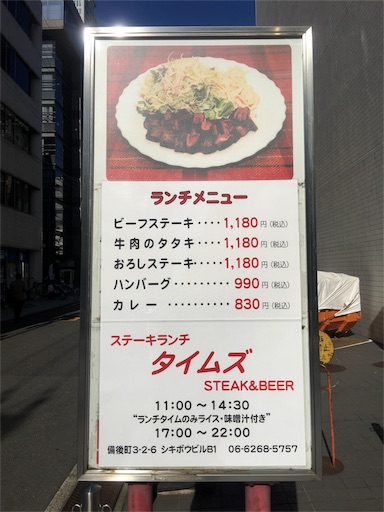 ランチメニュー
ビーフステーキ・・・・1,180円(税込)
牛肉のタタキ・・・・1,180円(税込)
おろしステーキ・・・・1,180円(税込)
ハンバーグ・・・・・・・・990円(税込)
カレー・・・・・・・・・・830円(税込)
ステーキランチ
タイムズ
STEAK&BEER
11:00～14:30
“ランチタイムのみライス・味噌汁付き”
17:00～22:00
備後町3-2-6 シキボウビルB1 06-6268-5757